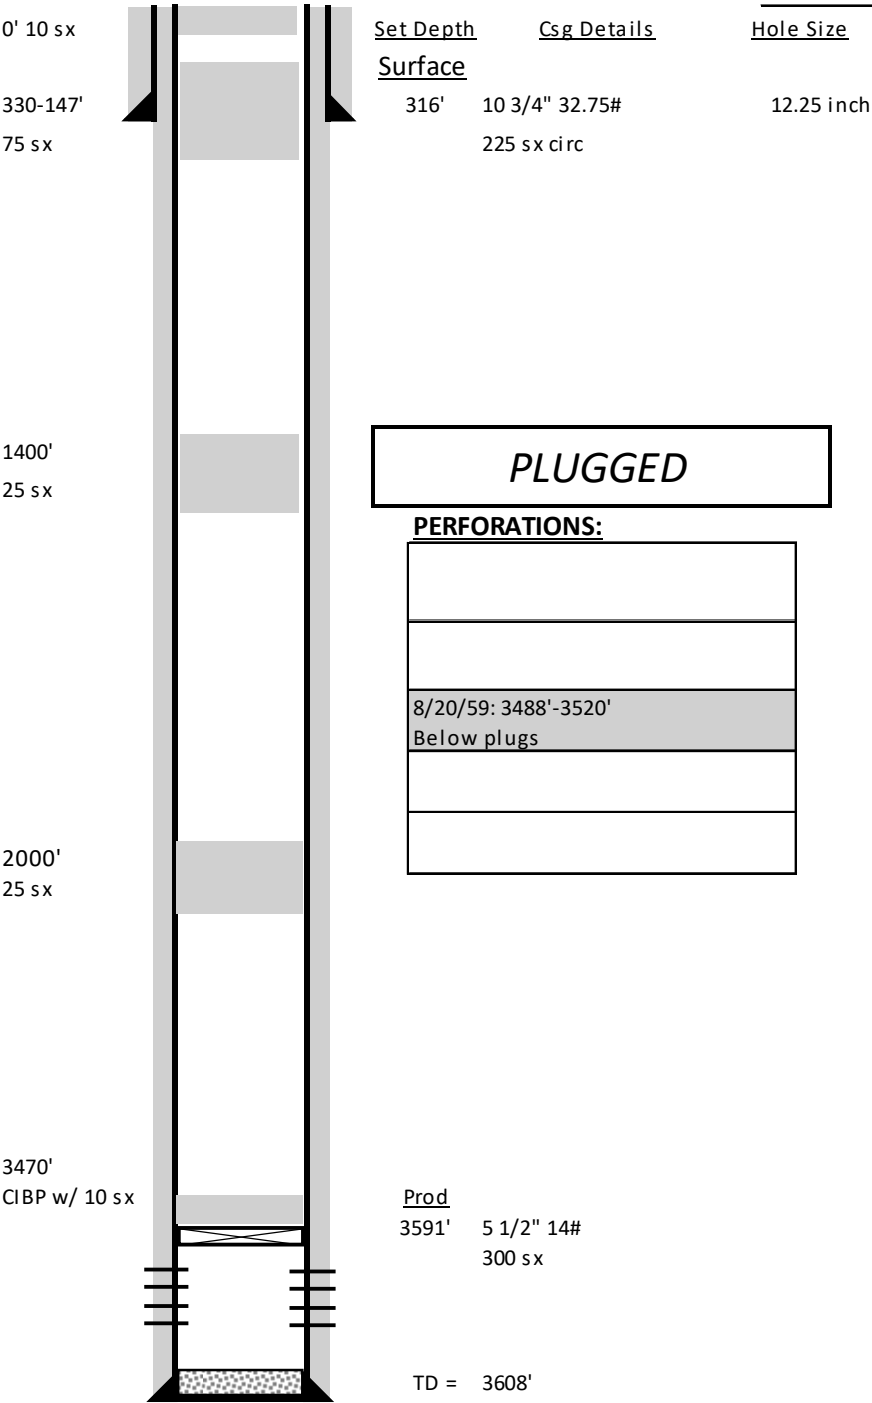 0' 10 sx
Set Depth Csg Details Hole Size
Surface
330-147' 316' 10 3/4" 32.75# 12.25 inch
75 sx 225 sx circ
1400'
25 sx
PLUGGED
PERFORATIONS:
8/20/59: 3488'-3520'
Below plugs
2000'
25 sx
3470'
CIBP w/ 10 sx Prod
3591' 5 1/2" 14#
300 sx
TD = 3608'